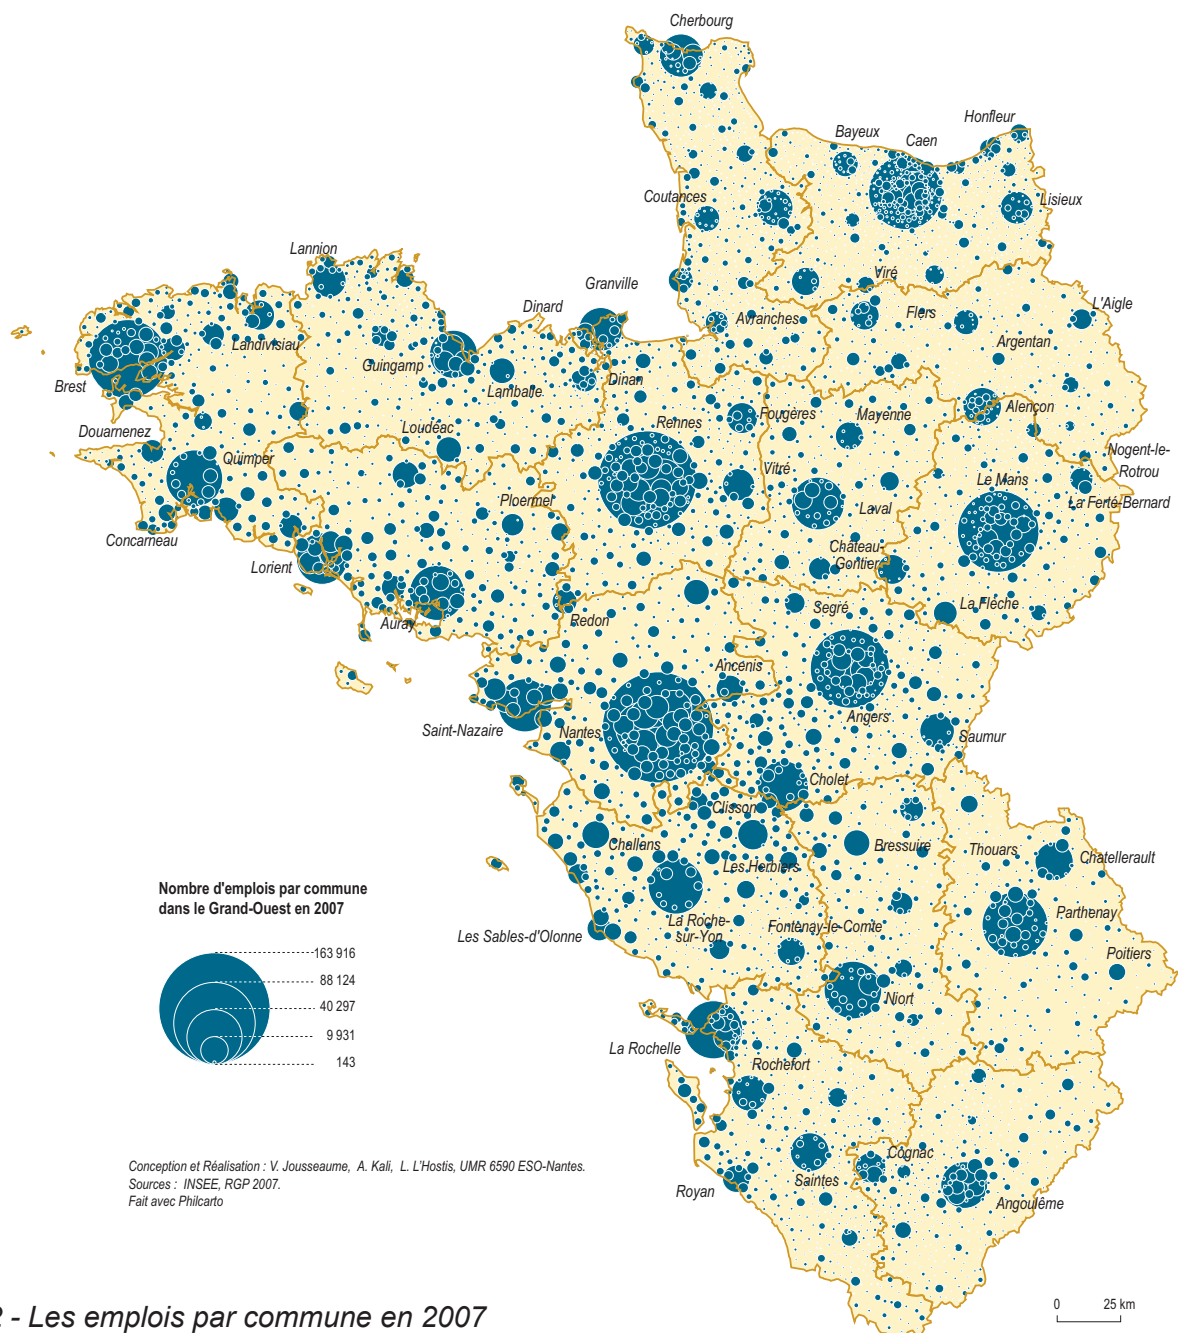 Cherbourg
Honfleur
Bayeux
Caen
Coutances
Lisieux
Lannion
Granville
Viré
Dinard
Avranches
Flers
L'Aigle
Landivisiau
Guingamp
Argentan
Brest
Lamballe
Dinan
Alençon
Douarnenez
Loudéac
Rennes
Fougères
Mayenne
Quimper
Nogent-le-
Rotrou
Ploermel
Vitré
Le Mans
Laval
La Ferté-Bernard
Concarneau
Château-
Gontier
Lorient
Auray
Redon
Segré
La Flèche
Ancenis
Saint-Nazaire
Nantes
Angers
Saumur
Cholet
Clisson
Challans
Bressuire
Thouars
Chatellerault
Les Herbiers
Nombre d'emplois par commune
dans le Grand-Ouest en 2007
La Roche-
sur-Yon
Fontenay-le-Comte
Parthenay
Les Sables-d'Olonne
Poitiers
163 916
88 124
40 297
9 931
143
Niort
La Rochelle
Rochefort
Conception et Réalisation : V. Jousseaume, A. Kali, L. L'Hostis, UMR 6590 ESO-Nantes.
Sources : INSEE, RGP 2007.
Fait avec Philcarto
Royan
Saintes
Cognac
Angoulême
2 - Les emplois par commune en 2007
0 25 km